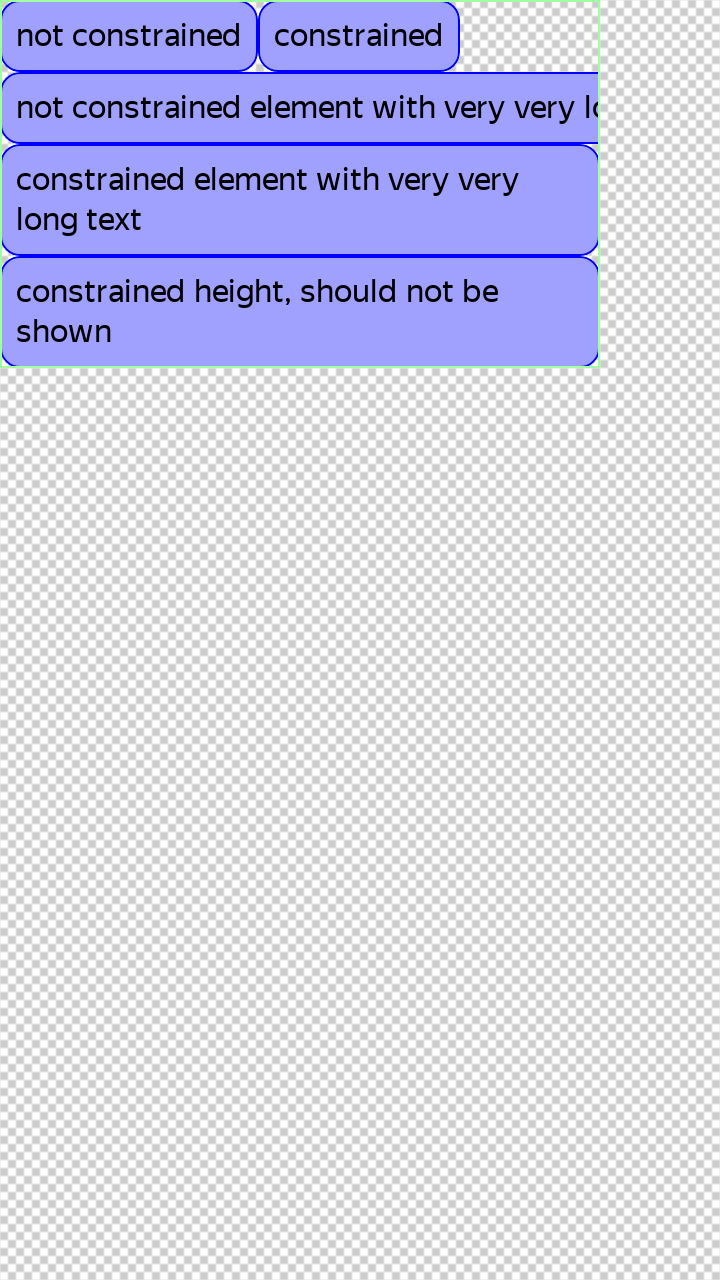 not constrained constrained
not constrained element with very very
constrained element with very very
long text
constrained height, should not be
shown